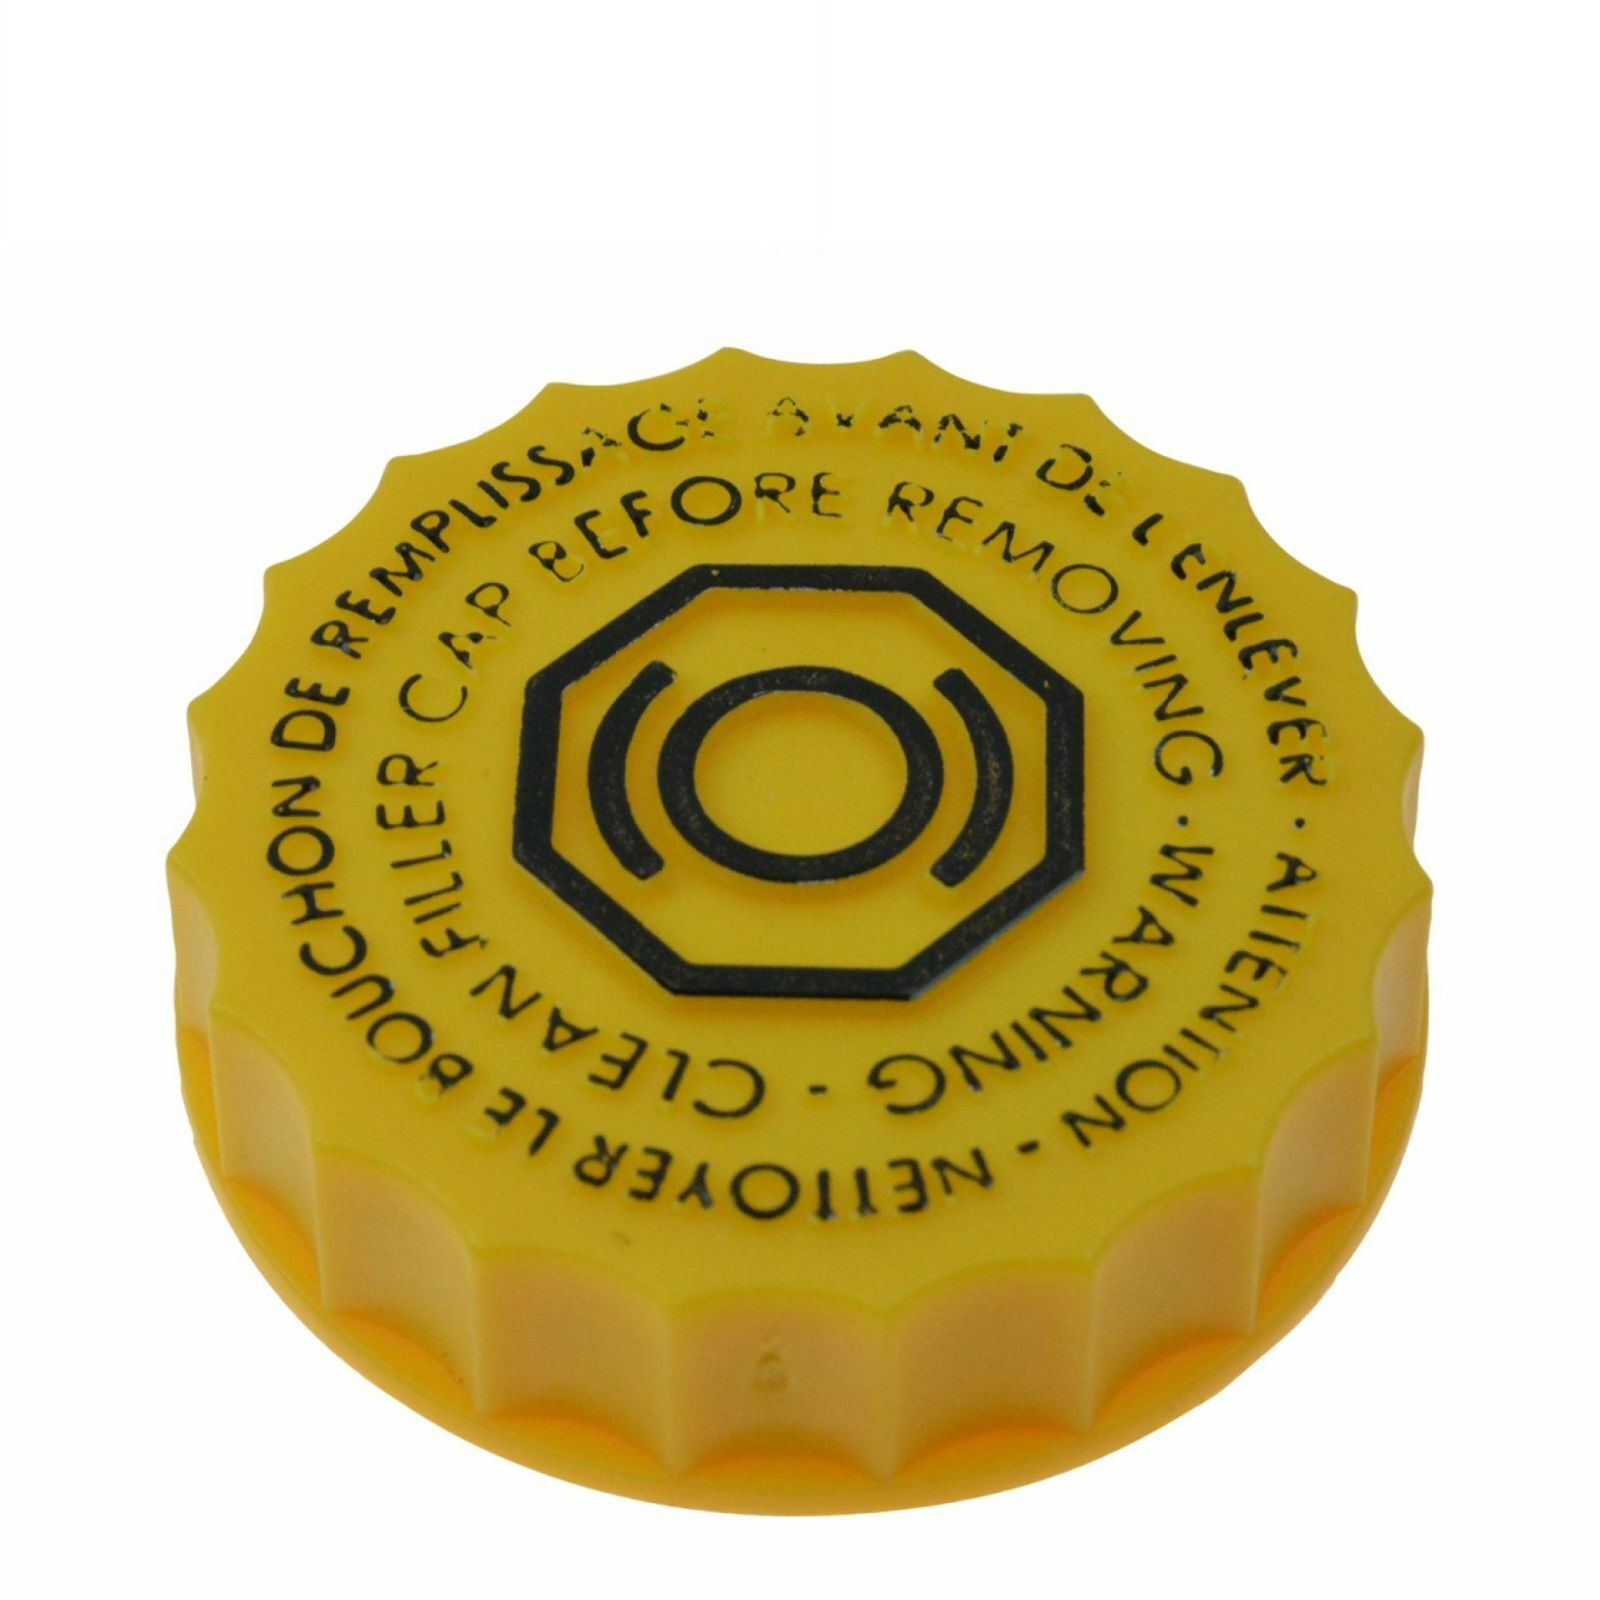 ATTENTION - NETTOYER LE BOUCHON DE REMPLISSAGE AVANT DE L'ENLEVER ·
WARNING - CLEAN FILLER CAP BEFORE REMOVING ·